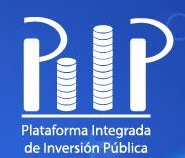 PIIP
Plataforma Integrada
de Inversión Pública